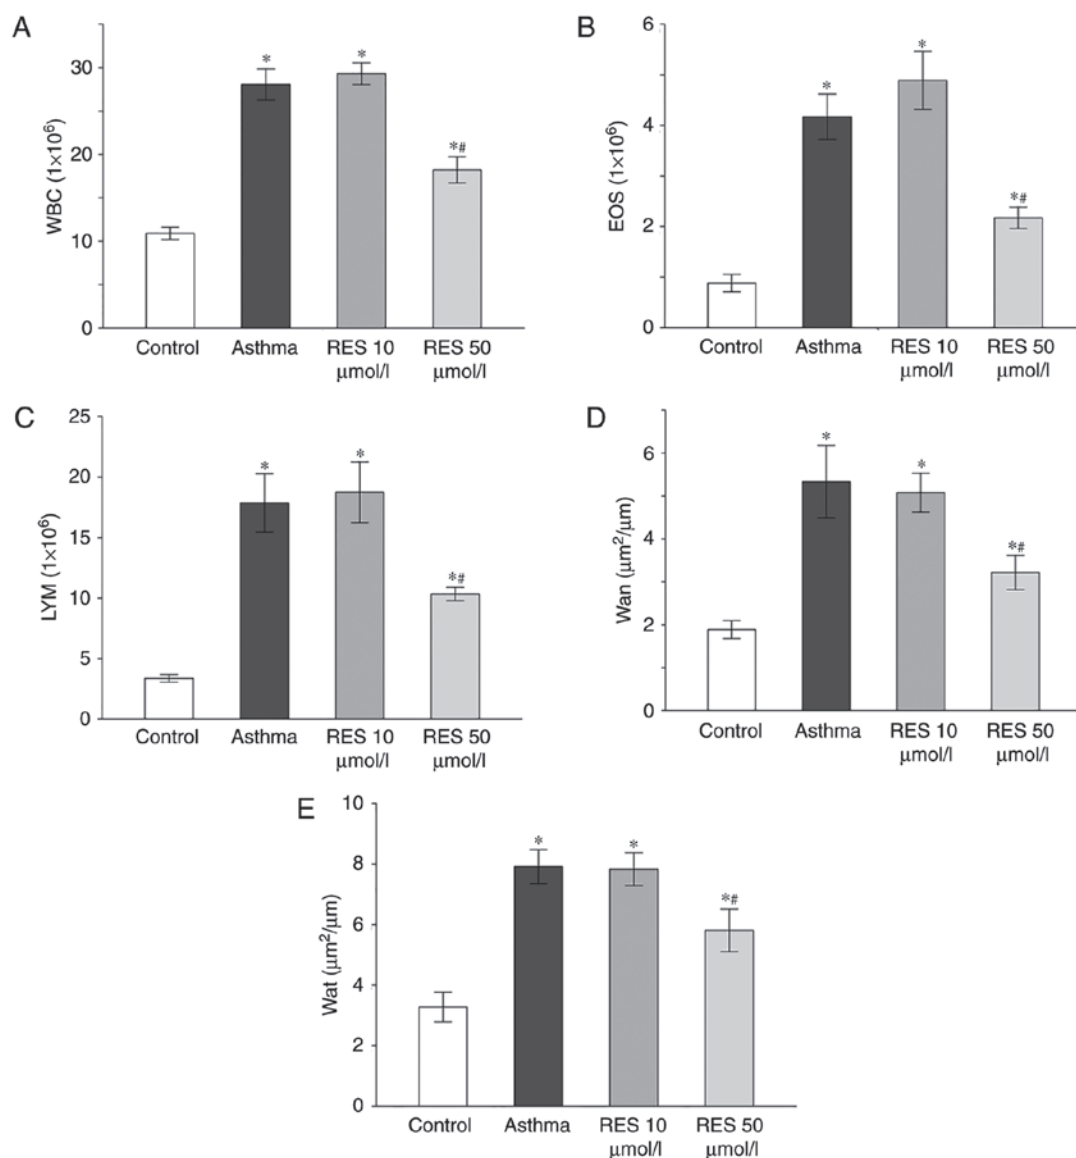 A
WBC (1×10⁶)
30
20
10
0
*
*
*#
Control
Asthma
RES 10
μmol/l
RES 50
μmol/l
B
EOS (1×10⁶)
6
4
2
0
*
*
*#
Control
Asthma
RES 10
μmol/l
RES 50
μmol/l
C
LYM (1×10⁶)
25
20
15
10
5
0
*
*
*#
Control
Asthma
RES 10
μmol/l
RES 50
μmol/l
D
Wan (μm²/μm)
6
4
2
0
*
*
*#
Control
Asthma
RES 10
μmol/l
RES 50
μmol/l
E
Wat (μm²/μm)
10
8
6
4
2
0
*
*
*#
Control
Asthma
RES 10
μmol/l
RES 50
μmol/l